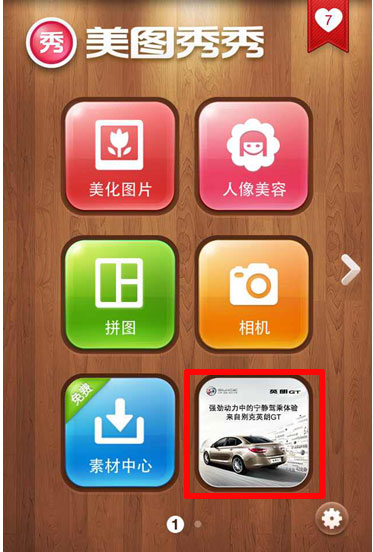 秀 美图秀秀
7
美化图片
人像美容
拼图
相机
免费
素材中心
英朗GT
强劲动力中的宁静驾乘体验
来自别克英朗GT
1